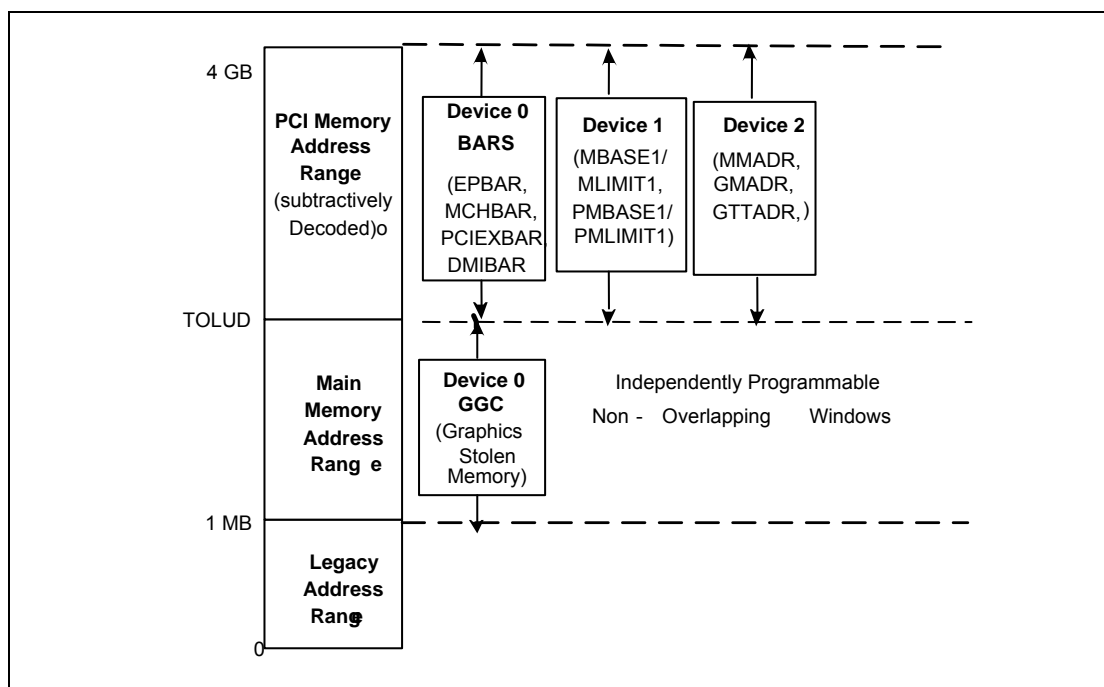 4 GB
PCI Memory
Address
Range
(subtractively
Decoded)o
Device 0
BARS
(EPBAR,
MCHBAR,
PCIEXBAR,
DMIBAR
Device 1
(MBASE1/
MLIMIT1,
PMBASE1/
PMLIMIT1)
Device 2
(MMADR,
GMADR,
GTTADR,)
TOLUD
Main
Memory
Address
Rang e
Device 0
GGC
(Graphics
Stolen
Memory)
Independently Programmable
Non - Overlapping Windows
1 MB
Legacy
Address
Range
0